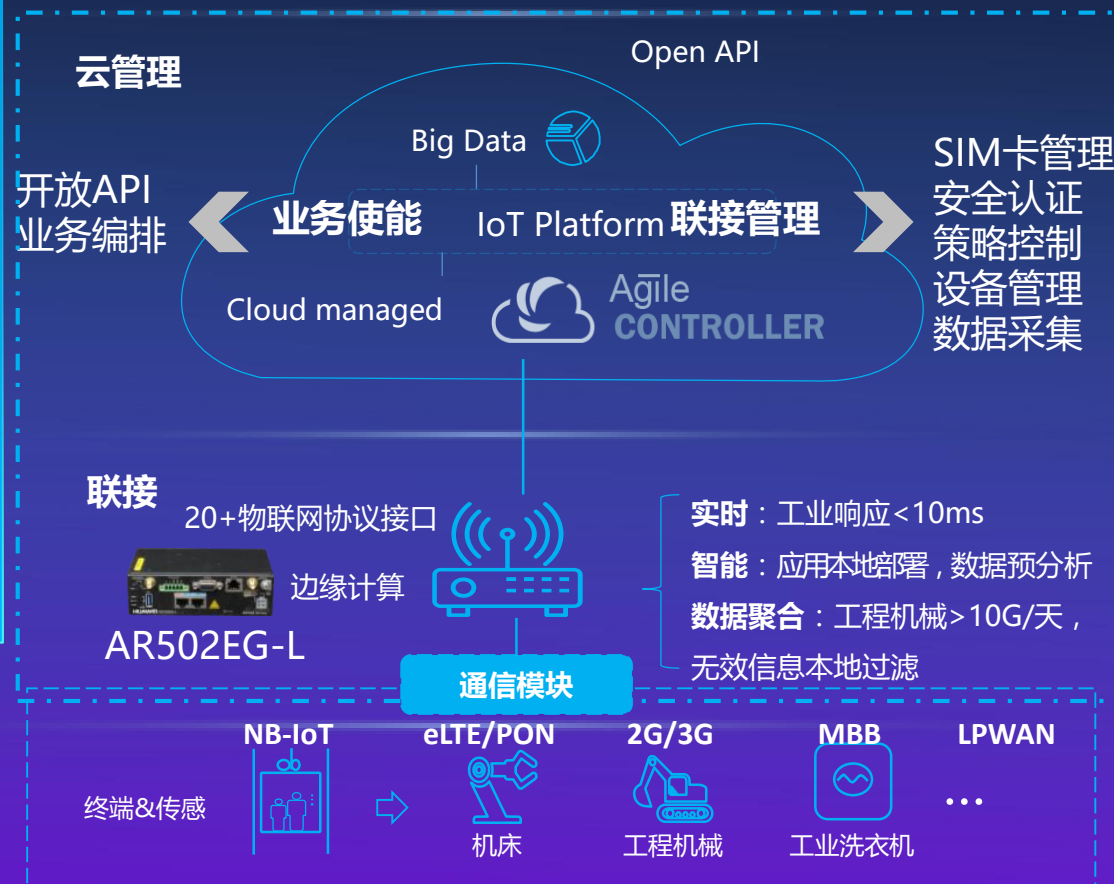 Open API
云管理
Big Data
开放API
业务编排
业务使能
IoT Platform
联接管理
SIM卡管理
安全认证
策略控制
设备管理
数据采集
Cloud managed
Agile
CONTROLLER
联接
20+物联网协议接口
边缘计算
HUAWEI
AR502EG-L
实时：工业响应<10ms
智能：应用本地部署，数据预分析
数据聚合：工程机械>10G/天，
无效信息本地过滤
通信模块
NB-IoT
eLTE/PON
2G/3G
MBB
LPWAN
终端&传感
...
机床
工程机械
工业洗衣机